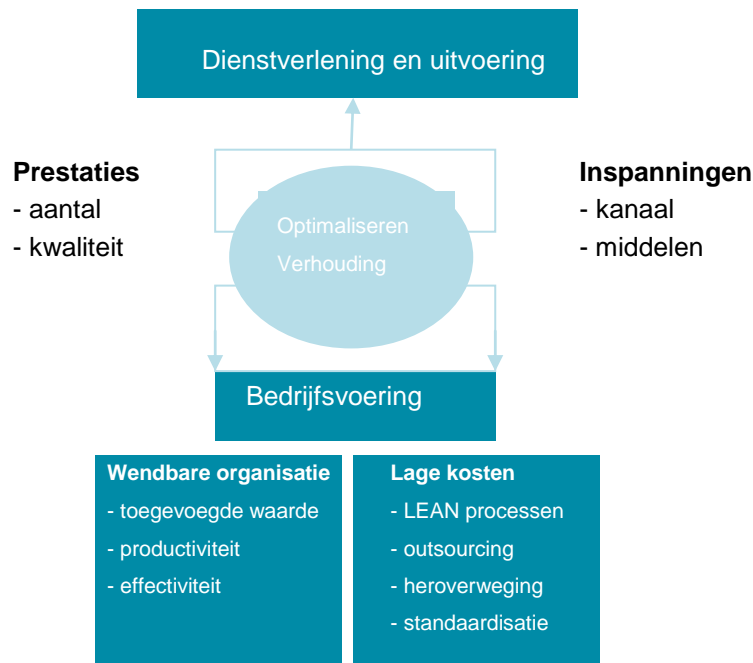 Dienstverlening en uitvoering
Prestaties
- aantal
- kwaliteit
Optimaliseren
Verhouding
Inspanningen
- kanaal
- middelen
Bedrijfsvoering
Wendbare organisatie
- toegevoegde waarde
- productiviteit
- effectiviteit
Lage kosten
- LEAN processen
- outsourcing
- heroverweging
- standaardisatie